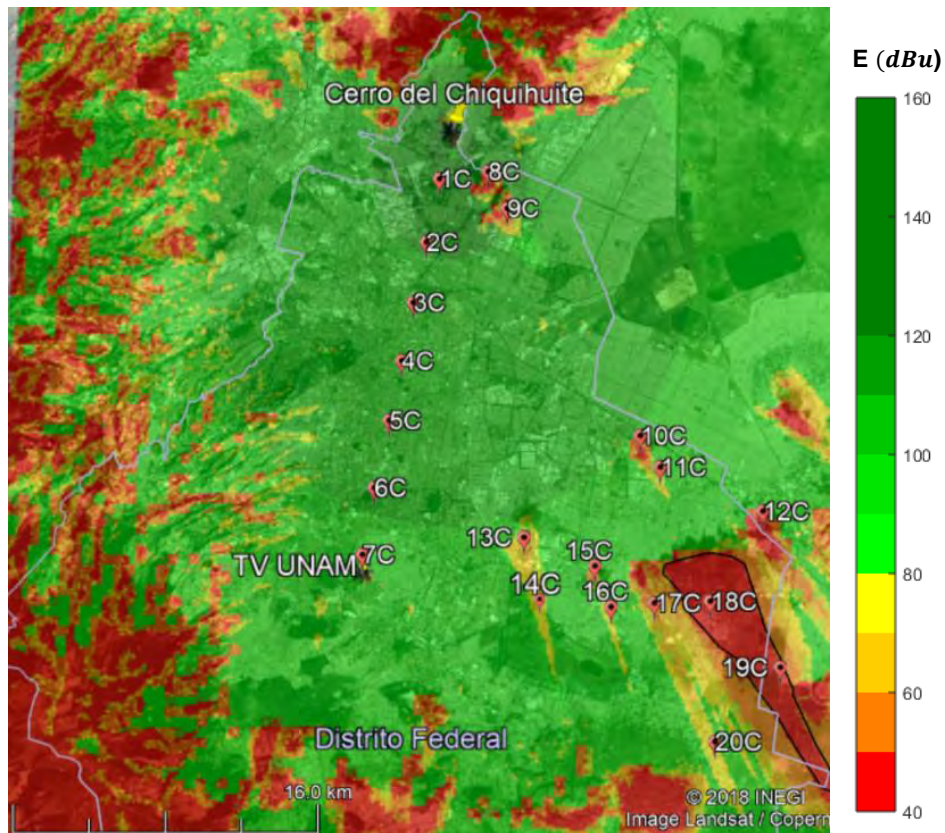 E (dBu)
160
140
120
100
80
60
40
Cerro del Chiquihuite
1C
8C
9C
2C
3C
4C
5C
6C
10C
11C
12C
13C
TV UNAM
7C
15C
14C
16C
17C
18C
19C
20C
Distrito Federal
16.0 km
© 2018 INEGI
Image Landsat / Copern